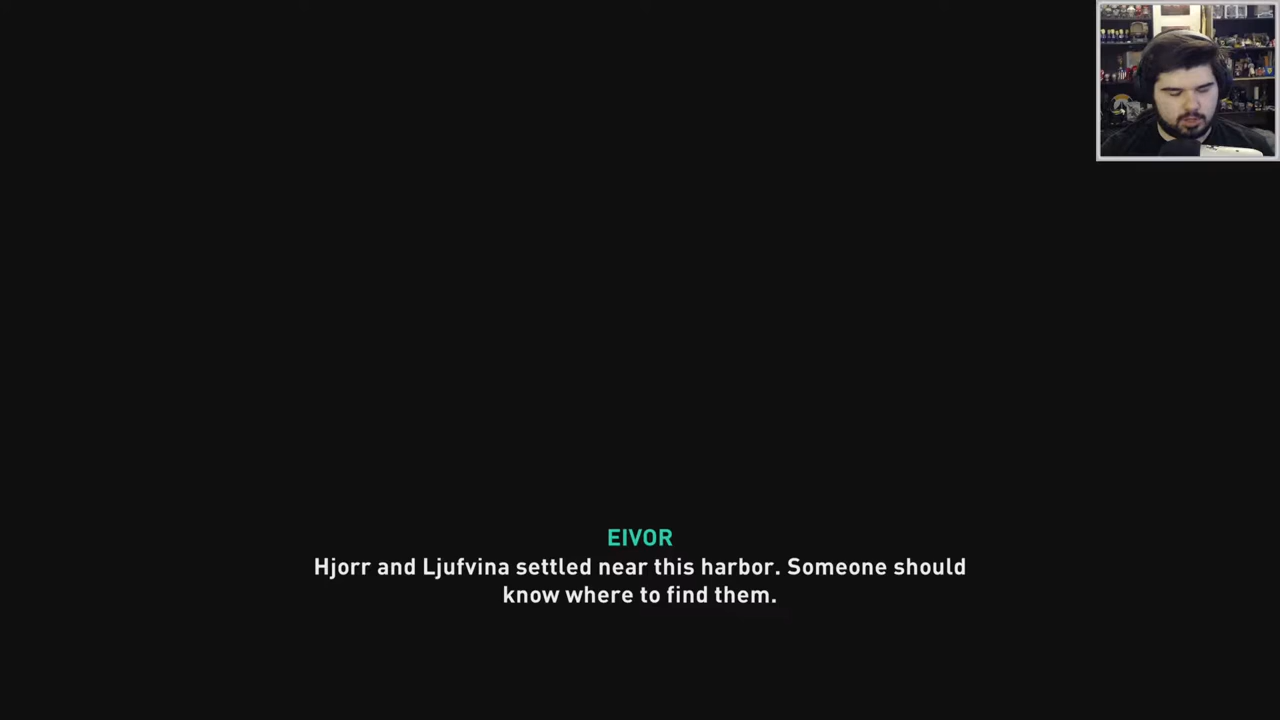 EIVOR
Hjorr and Ljufvina settled near this harbor. Someone should
know where to find them.